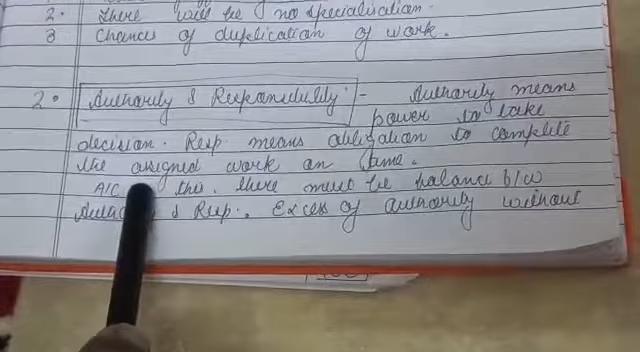 2. There will be no specialisation.
3 Chances of duplication of work.
2. Authority & Responsibility :- Authority means
power to take
decision. Resp. means obligation to complete
the assigned work on time.
A/C this. there must be balance b/w
& Resp.. Excess of authority without